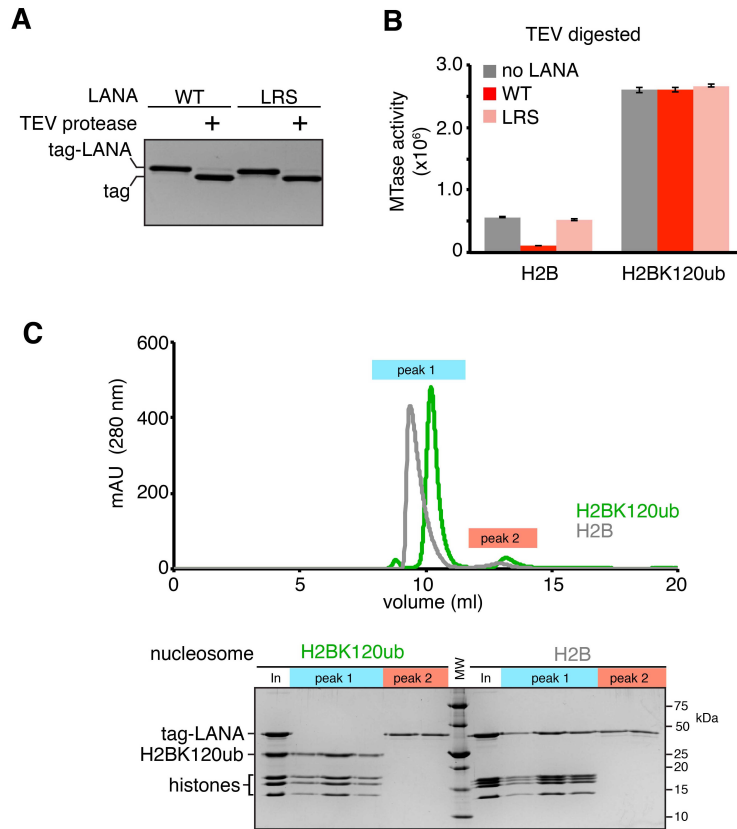 A
LANA WT LRS
TEV protease + +
tag-LANA
tag
B
TEV digested
MTase activity
(x10⁶)
3.0
2.0
1.0
0
no LANA
WT
LRS
H2B H2BK120ub
C
mAU (280 nm)
600
400
200
0
peak 1
peak 2
H2BK120ub
H2B
0 5 10 15 20
volume (ml)
nucleosome H2BK120ub MW H2B
In peak 1 peak 2 In peak 1 peak 2
tag-LANA
H2BK120ub
histones
75
50 kDa
25
20
15
10